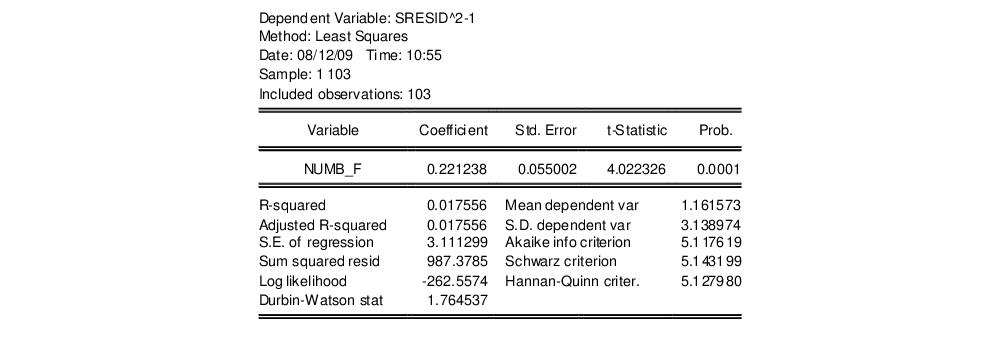 Dependent Variable: SRESID^2-1
Method: Least Squares
Date: 08/12/09 Time: 10:55
Sample: 1 103
Included observations: 103
Variable Coefficient Std. Error t-Statistic Prob.
NUMB_F 0.221238 0.055002 4.022326 0.0001
R-squared 0.017556 Mean dependent var 1.161573
Adjusted R-squared 0.017556 S.D. dependent var 3.138974
S.E. of regression 3.111299 Akaike info criterion 5.117619
Sum squared resid 987.3785 Schwarz criterion 5.143199
Log likelihood -262.5574 Hannan-Quinn criter. 5.127980
Durbin-Watson stat 1.764537